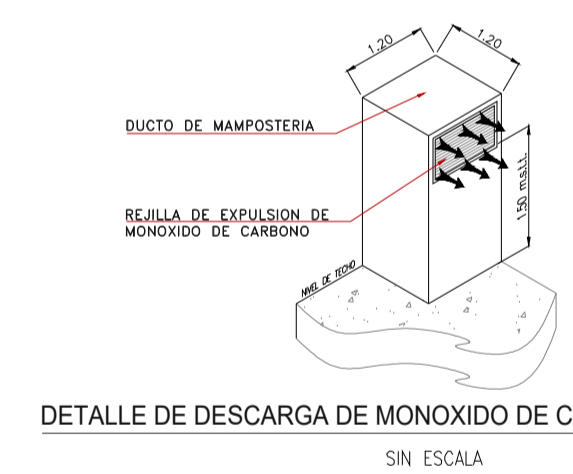 1.20
1.20
DUCTO DE MAMPOSTERIA
REJILLA DE EXPULSION DE
MONOXIDO DE CARBONO
1.50 m.s.t.t.
NIVEL DE TECHO
DETALLE DE DESCARGA DE MONOXIDO DE C
SIN ESCALA